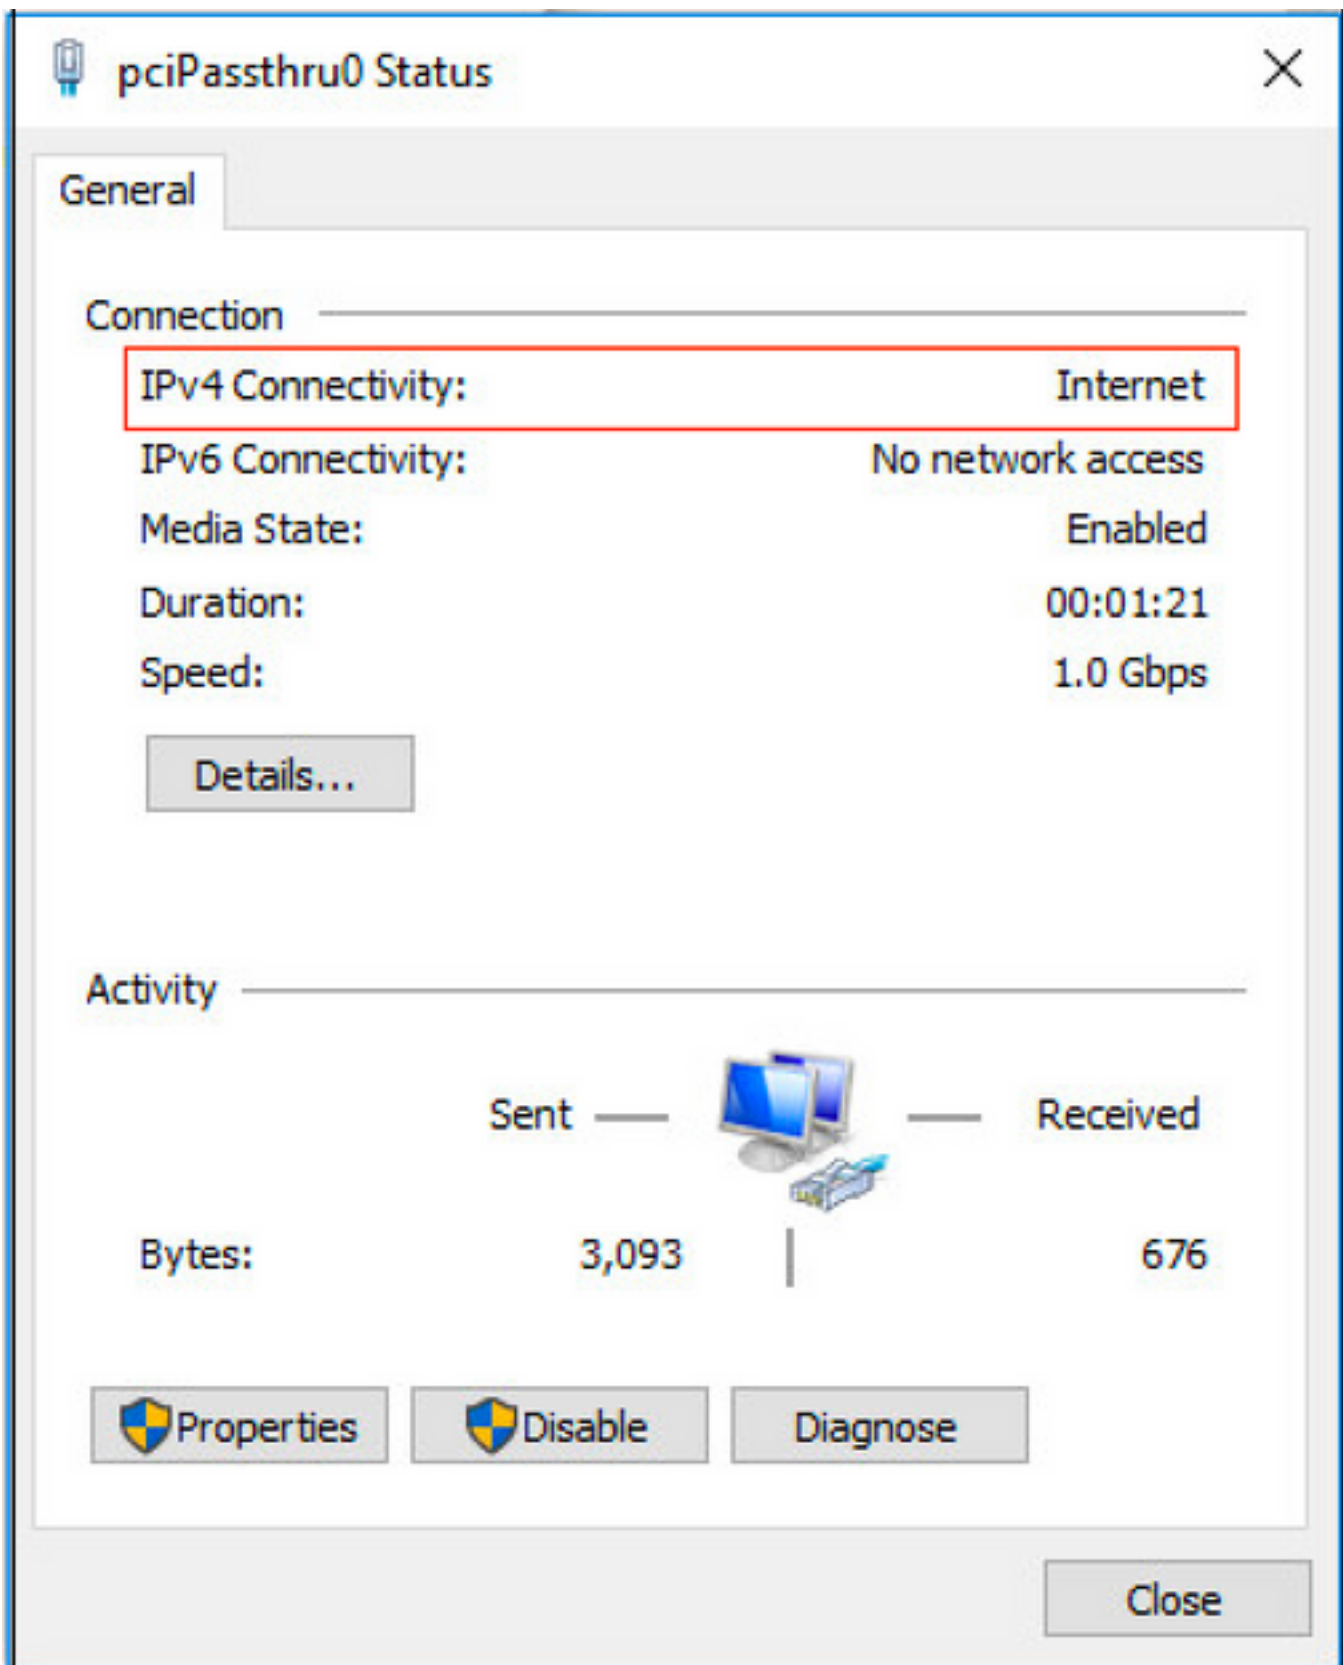 pciPassthru0 Status
General
Connection
IPv4 Connectivity: Internet
IPv6 Connectivity: No network access
Media State: Enabled
Duration: 00:01:21
Speed: 1.0 Gbps
Details...
Activity
Sent Received
Bytes: 3,093 676
Properties Disable Diagnose
Close